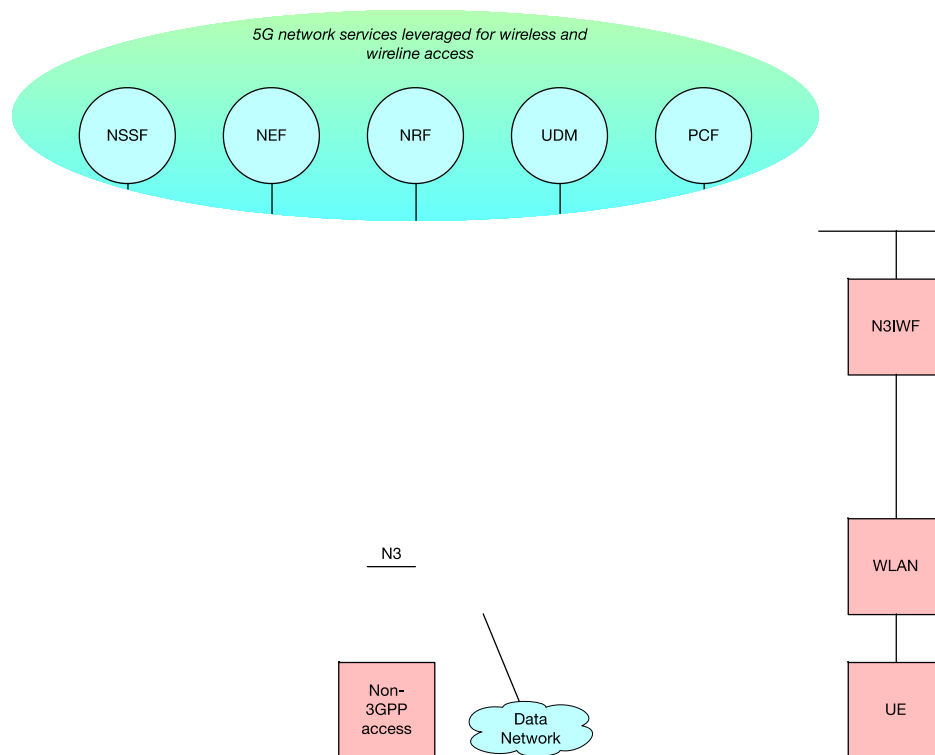 5G network services leveraged for wireless and
wireline access
NSSF
NEF
NRF
UDM
PCF
N3IWF
N3
WLAN
Non-
3GPP
access
Data
Network
UE